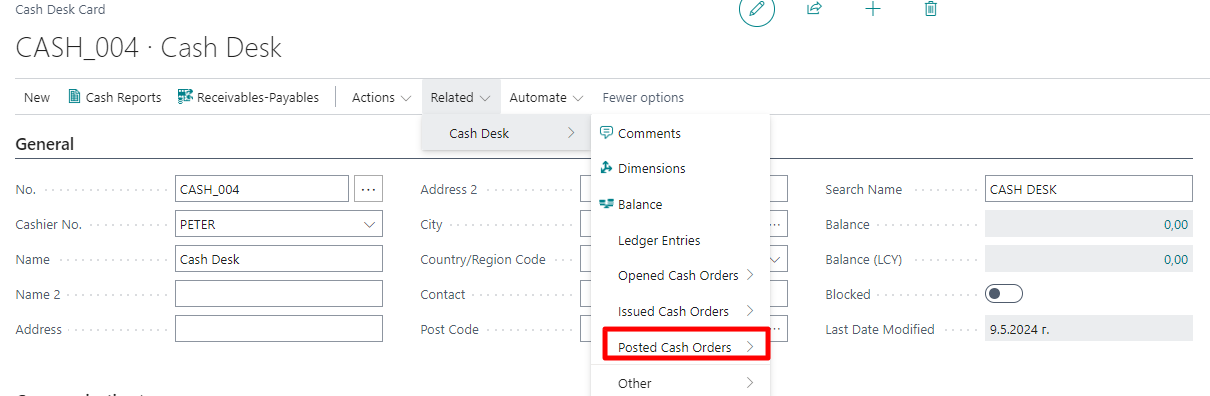 Cash Desk Card
CASH_004 · Cash Desk
New Cash Reports Receivables-Payables Actions Related Automate Fewer options
Cash Desk
Comments
Dimensions
Balance
Ledger Entries
Opened Cash Orders
Issued Cash Orders
Posted Cash Orders
Other
General
No. CASH_004 ...
Cashier No. PETER
Name Cash Desk
Name 2
Address
Address 2
City
Country/Region Code
Contact
Post Code
Search Name CASH DESK
Balance 0,00
Balance (LCY) 0,00
Blocked
Last Date Modified 9.5.2024 г.